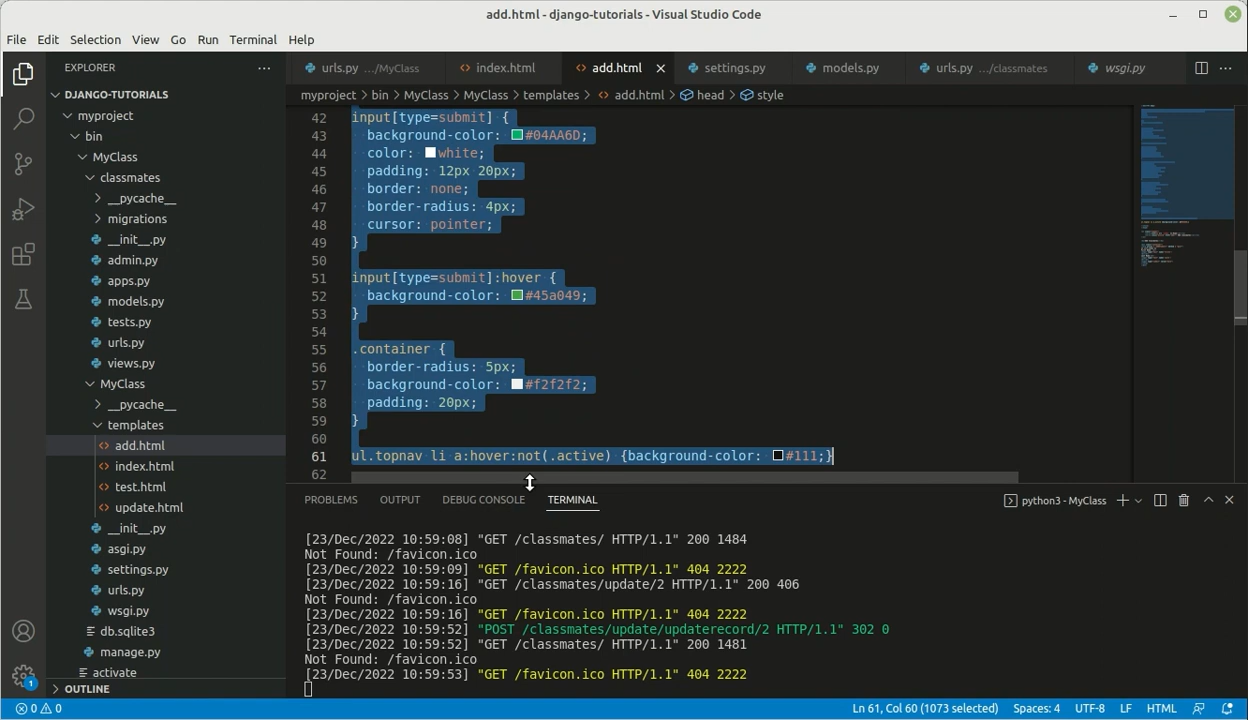 add.html - django-tutorials - Visual Studio Code
File Edit Selection View Go Run Terminal Help
EXPLORER
urls.py .../MyClass
index.html
add.html
settings.py
models.py
urls.py .../classmates
wsgi.py
myproject > bin > MyClass > MyClass > templates > add.html > head > style
DJANGO-TUTORIALS
myproject
bin
MyClass
classmates
__pycache__
migrations
__init__.py
admin.py
apps.py
models.py
tests.py
urls.py
views.py
MyClass
__pycache__
templates
add.html
index.html
test.html
update.html
__init__.py
asgi.py
settings.py
urls.py
wsgi.py
db.sqlite3
manage.py
activate
OUTLINE
42 input[type=submit] {
43 background-color: #04AA6D;
44 color: white;
45 padding: 12px 20px;
46 border: none;
47 border-radius: 4px;
48 cursor: pointer;
49 }
50
51 input[type=submit]:hover {
52 background-color: #45a049;
53 }
54
55 .container {
56 border-radius: 5px;
57 background-color: #f2f2f2;
58 padding: 20px;
59 }
60
61 ul.topnav li a:hover:not(.active) {background-color: #111;}
62
PROBLEMS OUTPUT DEBUG CONSOLE TERMINAL
python3 - MyClass
[23/Dec/2022 10:59:08] "GET /classmates/ HTTP/1.1" 200 1484
Not Found: /favicon.ico
[23/Dec/2022 10:59:09] "GET /favicon.ico HTTP/1.1" 404 2222
[23/Dec/2022 10:59:16] "GET /classmates/update/2 HTTP/1.1" 200 406
Not Found: /favicon.ico
[23/Dec/2022 10:59:16] "GET /favicon.ico HTTP/1.1" 404 2222
[23/Dec/2022 10:59:52] "POST /classmates/update/updaterecord/2 HTTP/1.1" 302 0
[23/Dec/2022 10:59:52] "GET /classmates/ HTTP/1.1" 200 1481
Not Found: /favicon.ico
[23/Dec/2022 10:59:53] "GET /favicon.ico HTTP/1.1" 404 2222
1
0 0
Ln 61, Col 60 (1073 selected) Spaces: 4 UTF-8 LF HTML